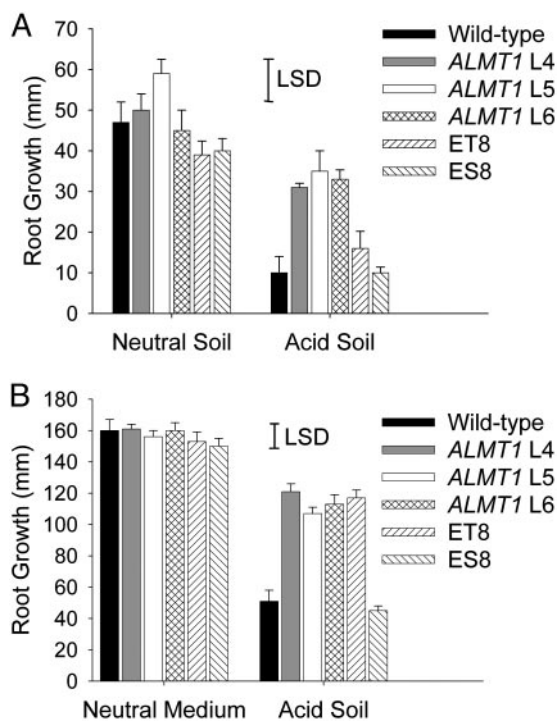 A
Root Growth (mm)
70
60
50
40
30
20
10
0
LSD
Wild-type
ALMT1 L4
ALMT1 L5
ALMT1 L6
ET8
ES8
Neutral Soil
Acid Soil
B
Root Growth (mm)
180
160
140
120
100
80
60
40
20
0
LSD
Wild-type
ALMT1 L4
ALMT1 L5
ALMT1 L6
ET8
ES8
Neutral Medium
Acid Soil